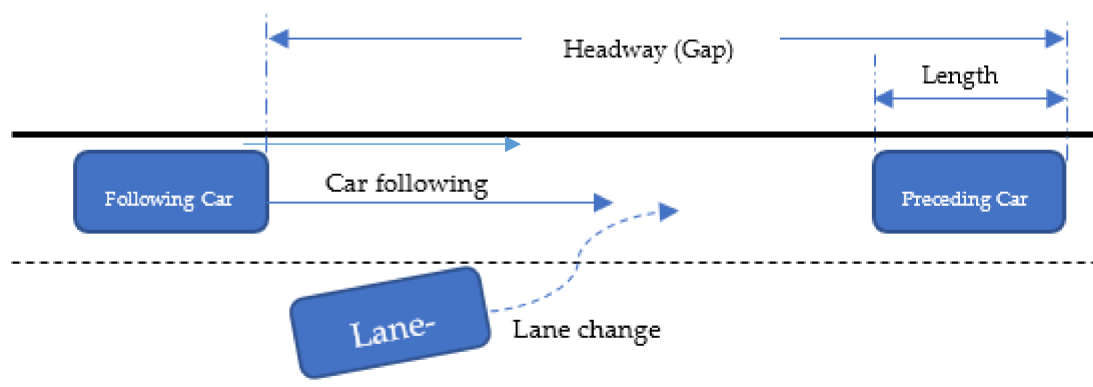 Headway (Gap)
Length
Following Car
Car following
Preceding Car
Lane-
Lane change